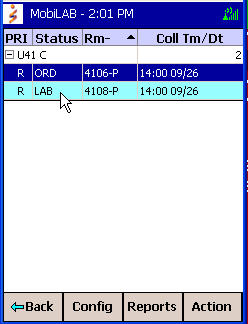 MobiLAB - 2:01 PM
PRI Status Rm- Coll Tm/Dt
U41 C 2
R ORD 4106-P 14:00 09/26
R LAB 4108-P 14:00 09/26
Back Config Reports Action